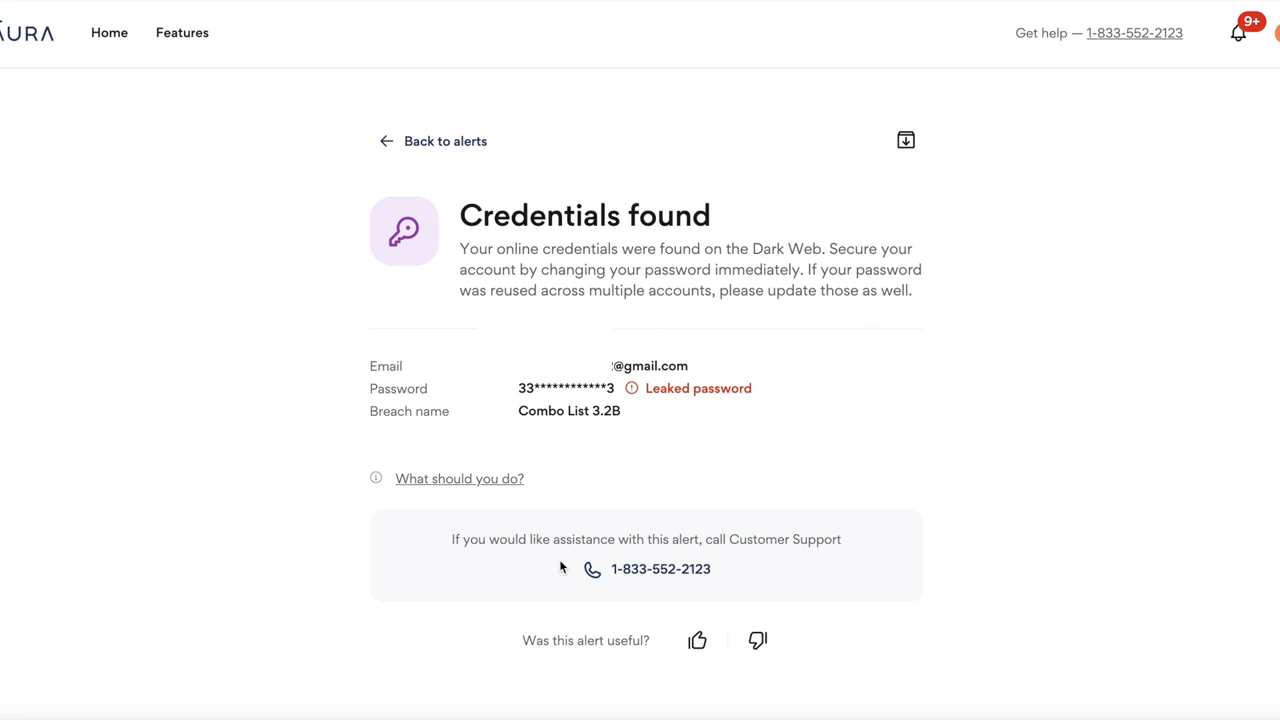 AURA
Home
Features
Get help — 1-833-552-2123
9+
Back to alerts
Credentials found
Your online credentials were found on the Dark Web. Secure your
account by changing your password immediately. If your password
was reused across multiple accounts, please update those as well.
Email @gmail.com
Password 33************3 Leaked password
Breach name Combo List 3.2B
What should you do?
If you would like assistance with this alert, call Customer Support
1-833-552-2123
Was this alert useful?